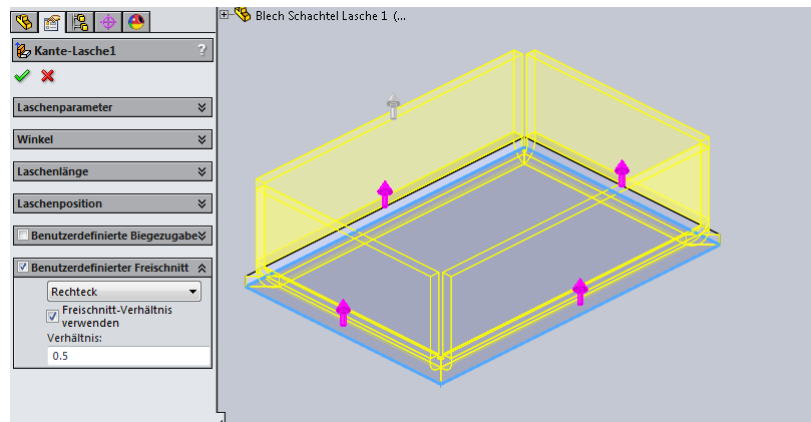 Blech Schachtel Lasche 1 (...
Kante-Lasche1
?
Laschenparameter
Winkel
Laschenlänge
Laschenposition
Benutzerdefinierte Biegezugabe
Benutzerdefinierter Freischnitt
Rechteck
Freischnitt-Verhältnis
verwenden
Verhältnis:
0.5